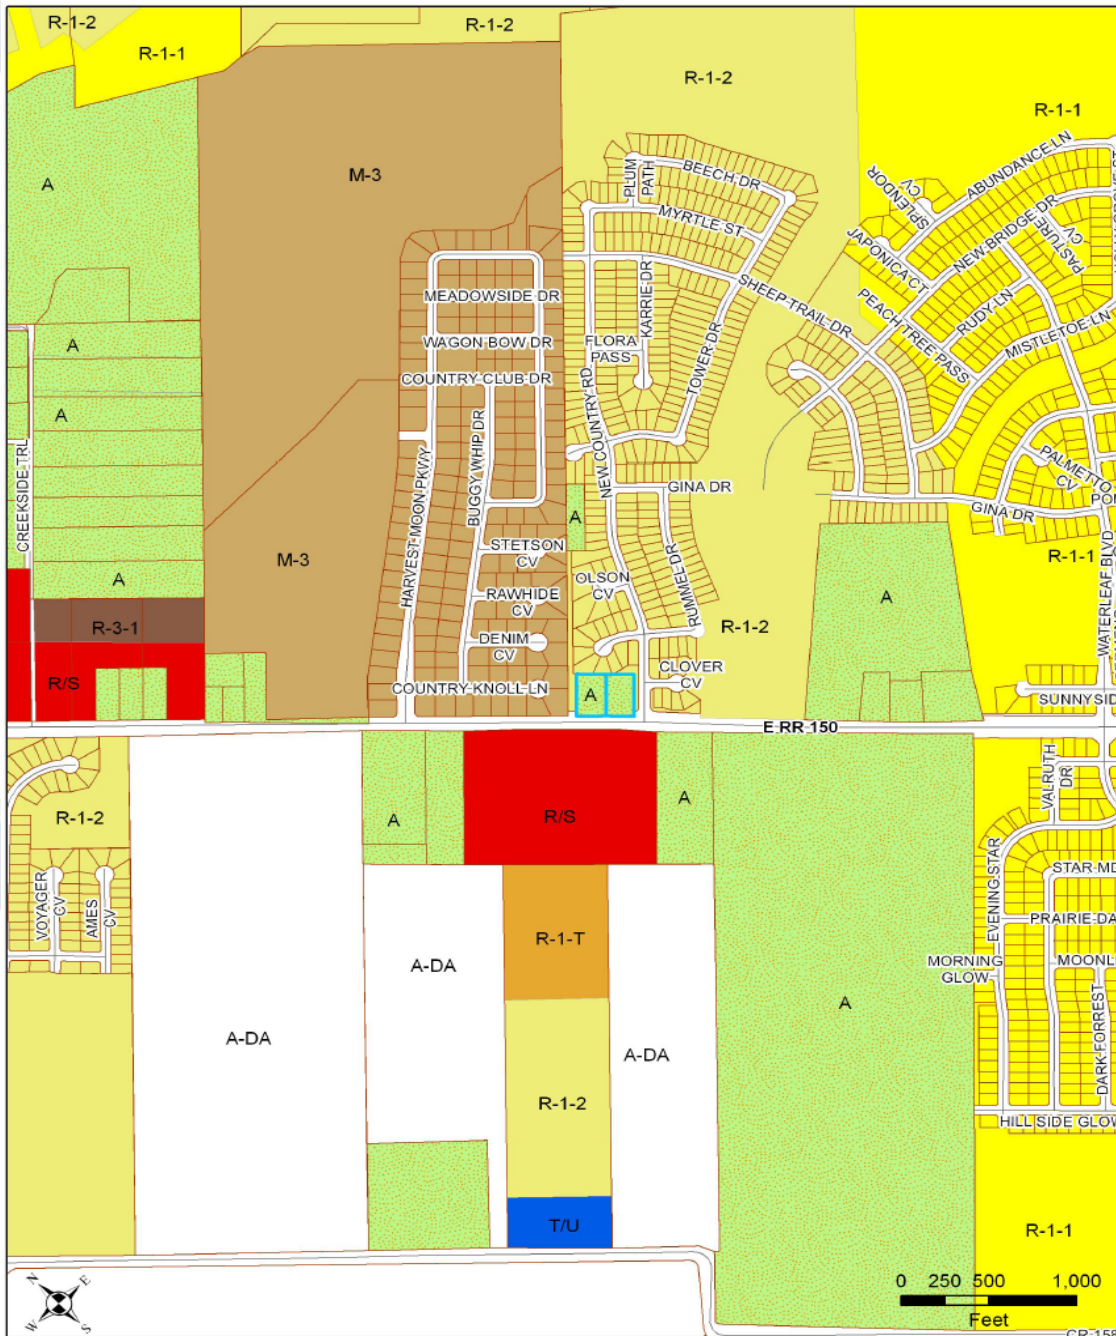 R-1-2
R-1-2
R-1-1
R-1-2
R-1-1
A
M-3
ABUNDANCE LN
PLUM
PATH
BEECH DR
SPLENDOR
CV
NEW BRIDGE DR
MYRTLE ST
PASTURE
CV
JAPONICA CT
KARRIE DR
SHEEP TRAIL DR
MEADOWSIDE DR
PEACH TREE PASS
RUDY LN
MISTLETOE LN
WAGON BOW DR
FLORA
PASS
A
COUNTRY CLUB DR
TOWER DR
NEW COUNTRY RD
A
CREEKSIDE TRL
BUGGY WHIP DR
PALMETTO
CV
GINA DR
GINA DR
PO
HARVEST MOON PKWY
A
STETSON
CV
R-1-1
M-3
WATERLEAF BLVD
A
OLSON
CV
RUMMEL DR
RAWHIDE
CV
A
R-3-1
R-1-2
DENIM
CV
R/S
CLOVER
CV
COUNTRY KNOLL LN
A
SUNNYSID
E RR 150
VALRUTH
DR
A
R/S
A
R-1-2
EVENING STAR
STAR MD
VOYAGER
CV
AMES
CV
PRAIRIE DA
R-1-T
MORNING
GLOW
MOONL
A-DA
A
DARK FORREST
A-DA
A-DA
R-1-2
HILL SIDE GLOW
T/U
R-1-1
N
E
W
S
0 250 500 1,000
Feet